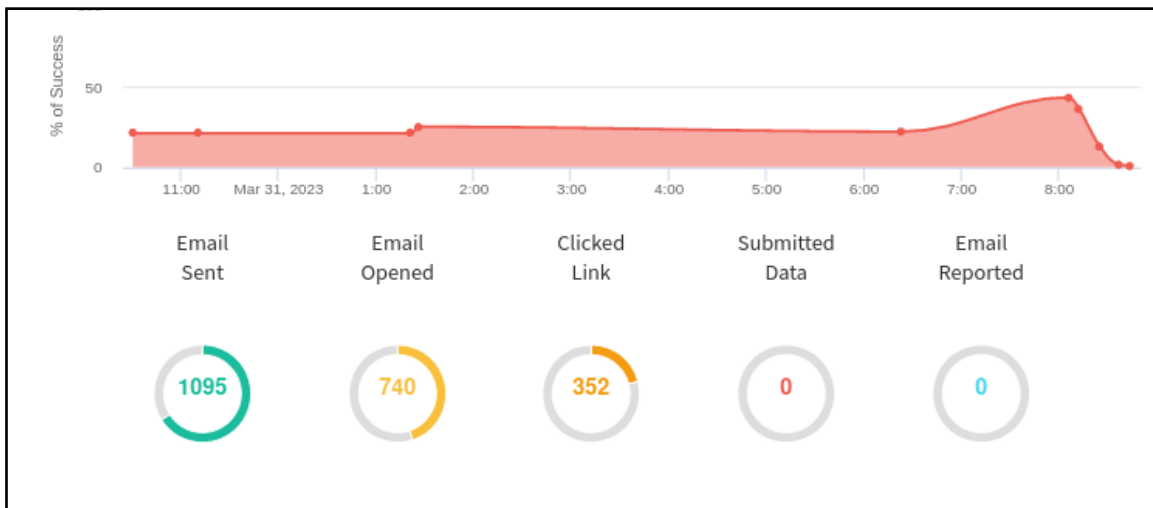 % of Success
50
0
11:00
Mar 31, 2023
1:00
2:00
3:00
4:00
5:00
6:00
7:00
8:00
Email
Sent
Email
Opened
Clicked
Link
Submitted
Data
Email
Reported
1095
740
352
0
0